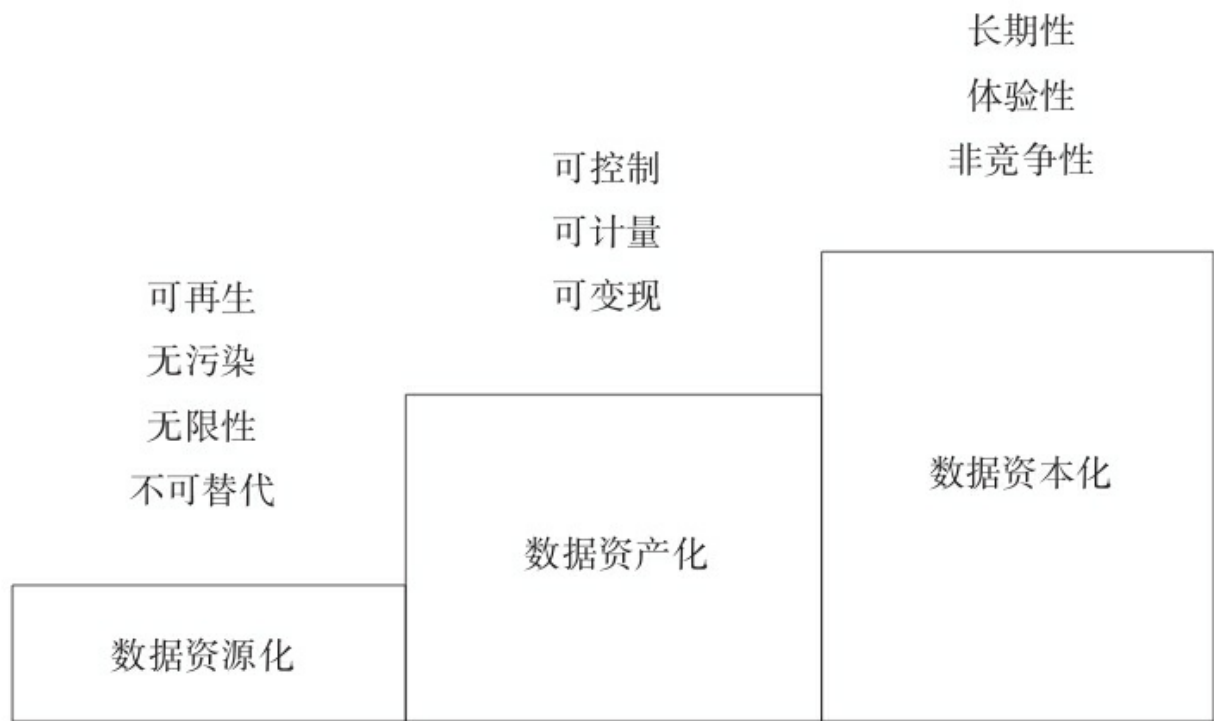 可再生
无污染
无限性
不可替代
数据资源化
可控制
可计量
可变现
数据资产化
长期性
体验性
非竞争性
数据资本化